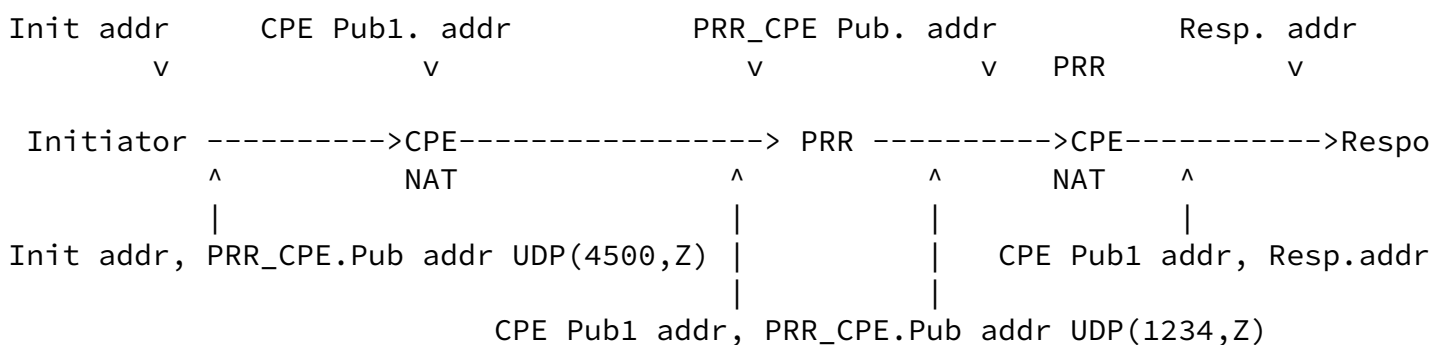 Init addr     CPE Pub1. addr          PRR_CPE Pub. addr          Resp. addr
v              v                 v            v   PRR            v
Initiator ---------->CPE-----------------> PRR ---------->CPE----------->Respo
^          NAT                ^            ^       NAT    ^
|                             |            |              |
Init addr, PRR_CPE.Pub addr UDP(4500,Z) |            |   CPE Pub1 addr, Resp.addr
|            |
CPE Pub1 addr, PRR_CPE.Pub addr UDP(1234,Z)